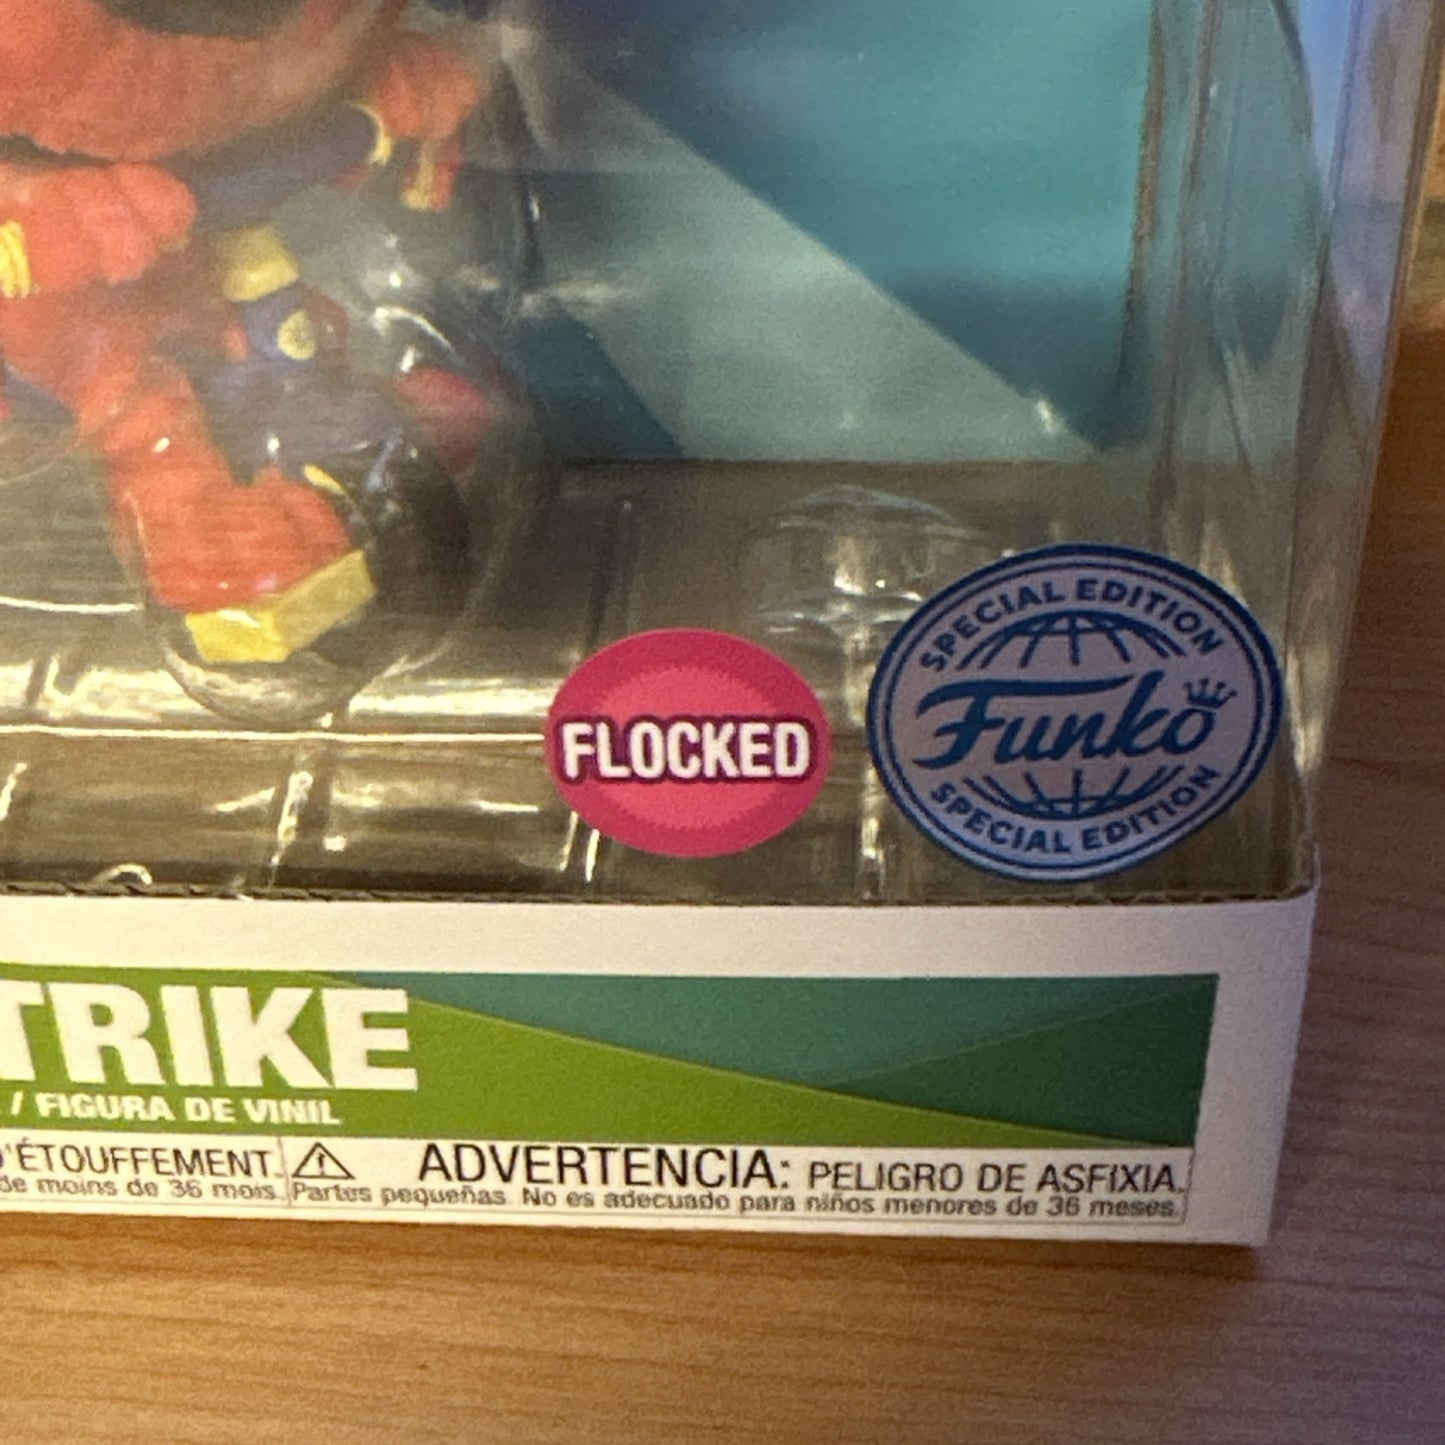 FLOCKED
SPECIAL EDITION
Funko
SPECIAL EDITION
TRIKE
/ FIGURA DE VINIL
D'ÉTOUFFEMENT.
de moins de 36 mois.
ADVERTENCIA: PELIGRO DE ASFIXIA.
Partes pequeñas. No es adecuado para niños menores de 36 meses.